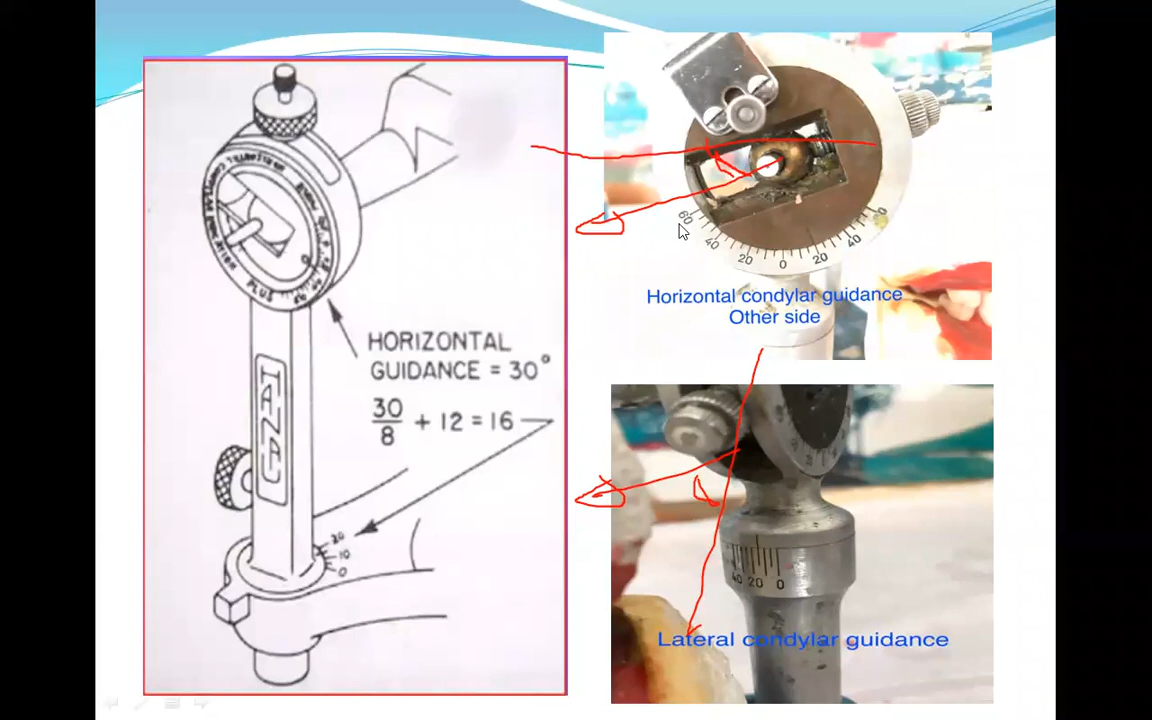 HORIZONTAL
GUIDANCE = 30°
30/8 + 12 = 16
HANAU
PLUS
20
10
0
60
40
20
0
20
40
Horizontal condylar guidance
Other side
40 20 0
Lateral condylar guidance